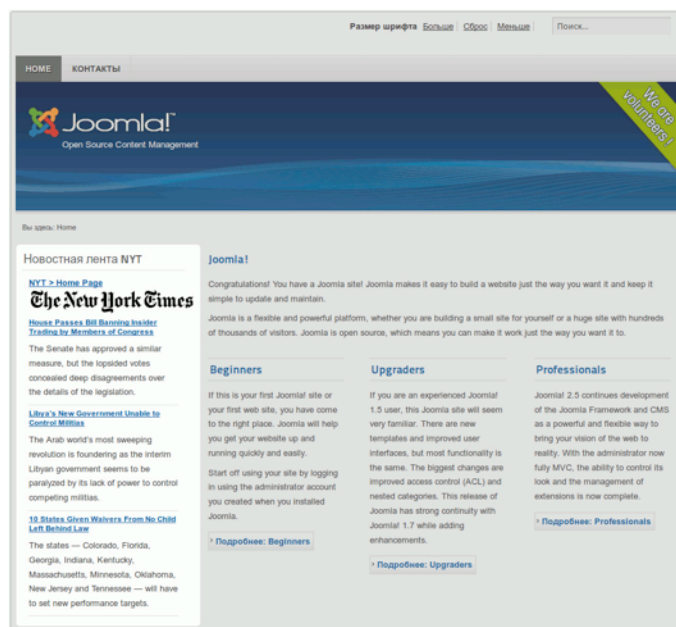 Размер шрифта Больше Сброс Меньше Поиск...
HOME КОНТАКТЫ
We are
volunteers !
Joomla!™
Open Source Content Management
Вы здесь: Home
Новостная лента NYT
NYT > Home Page
The New York Times
House Passes Bill Banning Insider
Trading by Members of Congress
The Senate has approved a similar
measure, but the lopsided votes
concealed deep disagreements over
the details of the legislation.
Libya's New Government Unable to
Control Militias
The Arab world's most sweeping
revolution is foundering as the interim
Libyan government seems to be
paralyzed by its lack of power to control
competing militias.
10 States Given Waivers From No Child
Left Behind Law
The states — Colorado, Florida,
Georgia, Indiana, Kentucky,
Massachusetts, Minnesota, Oklahoma,
New Jersey and Tennessee — will have
to set new performance targets.
Joomla!
Congratulations! You have a Joomla site! Joomla makes it easy to build a website just the way you want it and keep it
simple to update and maintain.
Joomla is a flexible and powerful platform, whether you are building a small site for yourself or a huge site with hundreds
of thousands of visitors. Joomla is open source, which means you can make it work just the way you want it to.
Beginners
If this is your first Joomla! site or
your first web site, you have come
to the right place. Joomla will help
you get your website up and
running quickly and easily.
Start off using your site by logging
in using the administrator account
you created when you installed
Joomla.
Подробнее: Beginners
Upgraders
If you are an experienced Joomla!
1.5 user, this Joomla site will seem
very familiar. There are new
templates and improved user
interfaces, but most functionality is
the same. The biggest changes are
improved access control (ACL) and
nested categories. This release of
Joomla has strong continuity with
Joomla! 1.7 while adding
enhancements.
Подробнее: Upgraders
Professionals
Joomla! 2.5 continues development
of the Joomla Framework and CMS
as a powerful and flexible way to
bring your vision of the web to
reality. With the administrator now
fully MVC, the ability to control its
look and the management of
extensions is now complete.
Подробнее: Professionals